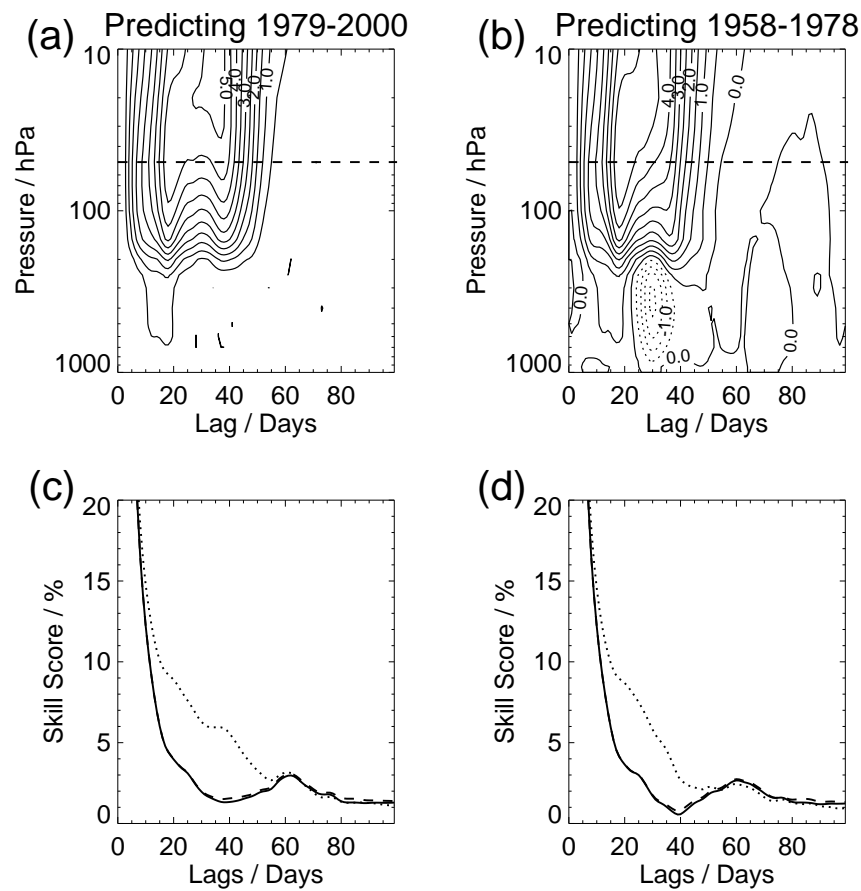 (a) Predicting 1979-2000
(b) Predicting 1958-1978
10
100
1000
Pressure / hPa
5.0 4.0 3.0 2.0 1.0
0 20 40 60 80
Lag / Days
10
100
1000
Pressure / hPa
4.0 3.0 2.0 1.0 0.0
0.0
-1.0
0.0
0.0
0 20 40 60 80
Lag / Days
(c)
20
15
10
5
0
Skill Score / %
0 20 40 60 80
Lags / Days
(d)
20
15
10
5
0
Skill Score / %
0 20 40 60 80
Lags / Days